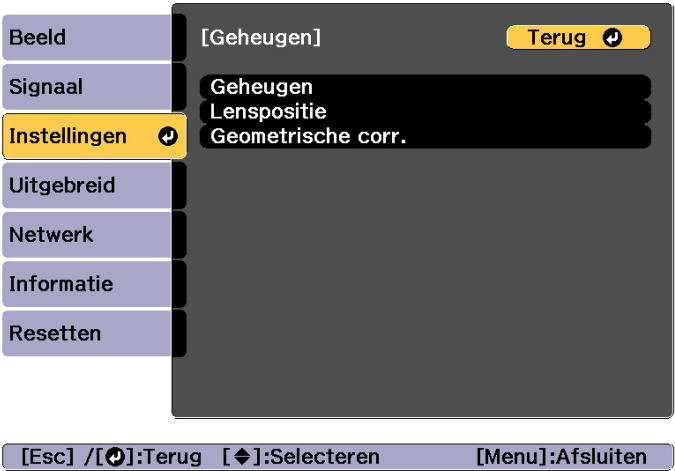 Beeld
Signaal
Instellingen
Uitgebreid
Netwerk
Informatie
Resetten
[Geheugen]
Terug
Geheugen
Lenspositie
Geometrische corr.
[Esc] /[⏎]:Terug [◆]:Selecteren [Menu]:Afsluiten